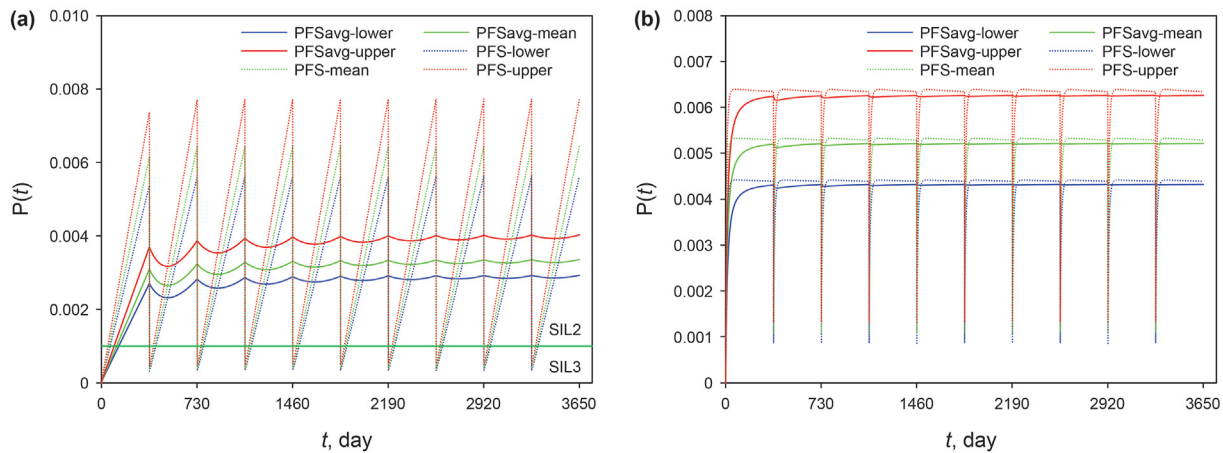 (a)
0.010
PFSavg-lower PFSavg-mean
PFSavg-upper PFS-lower
PFS-mean PFS-upper
0.008
0.006
P(t)
0.004
0.002
SIL2
SIL3
0
0 730 1460 2190 2920 3650
t, day
(b)
0.008
PFSavg-lower PFSavg-mean
PFSavg-upper PFS-lower
PFS-mean PFS-upper
0.007
0.006
0.005
P(t)
0.004
0.003
0.002
0.001
0
0 730 1460 2190 2920 3650
t, day